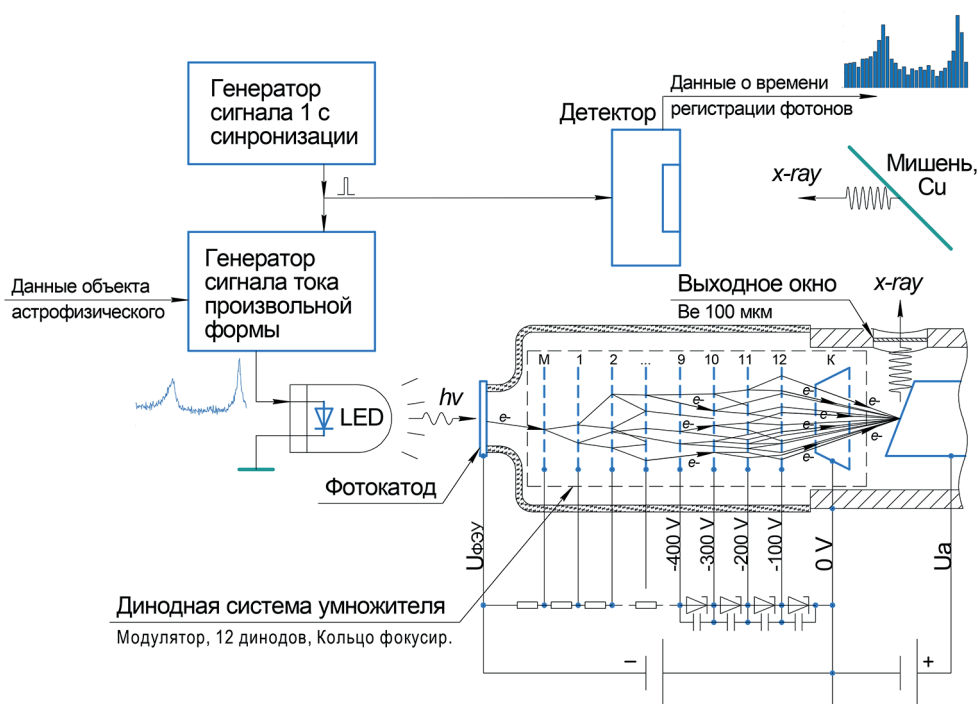 Генератор
сигнала 1 с
синронизации
Данные о времени
регистрации фотонов
Детектор
Мишень,
Cu
x-ray
Данные объекта
астрофизического
Генератор
сигнала тока
произвольной
формы
Выходное окно
Be 100 мкм
x-ray
LED
hν
Фотокатод
M 1 2 ... 9 10 11 12 К
e-
e-
e-
e-
e-
e-
e-
e-
UФЭУ
-400 V
-300 V
-200 V
-100 V
0 V
Ua
Динодная система умножителя
Модулятор, 12 динодов, Кольцо фокусир.
− +